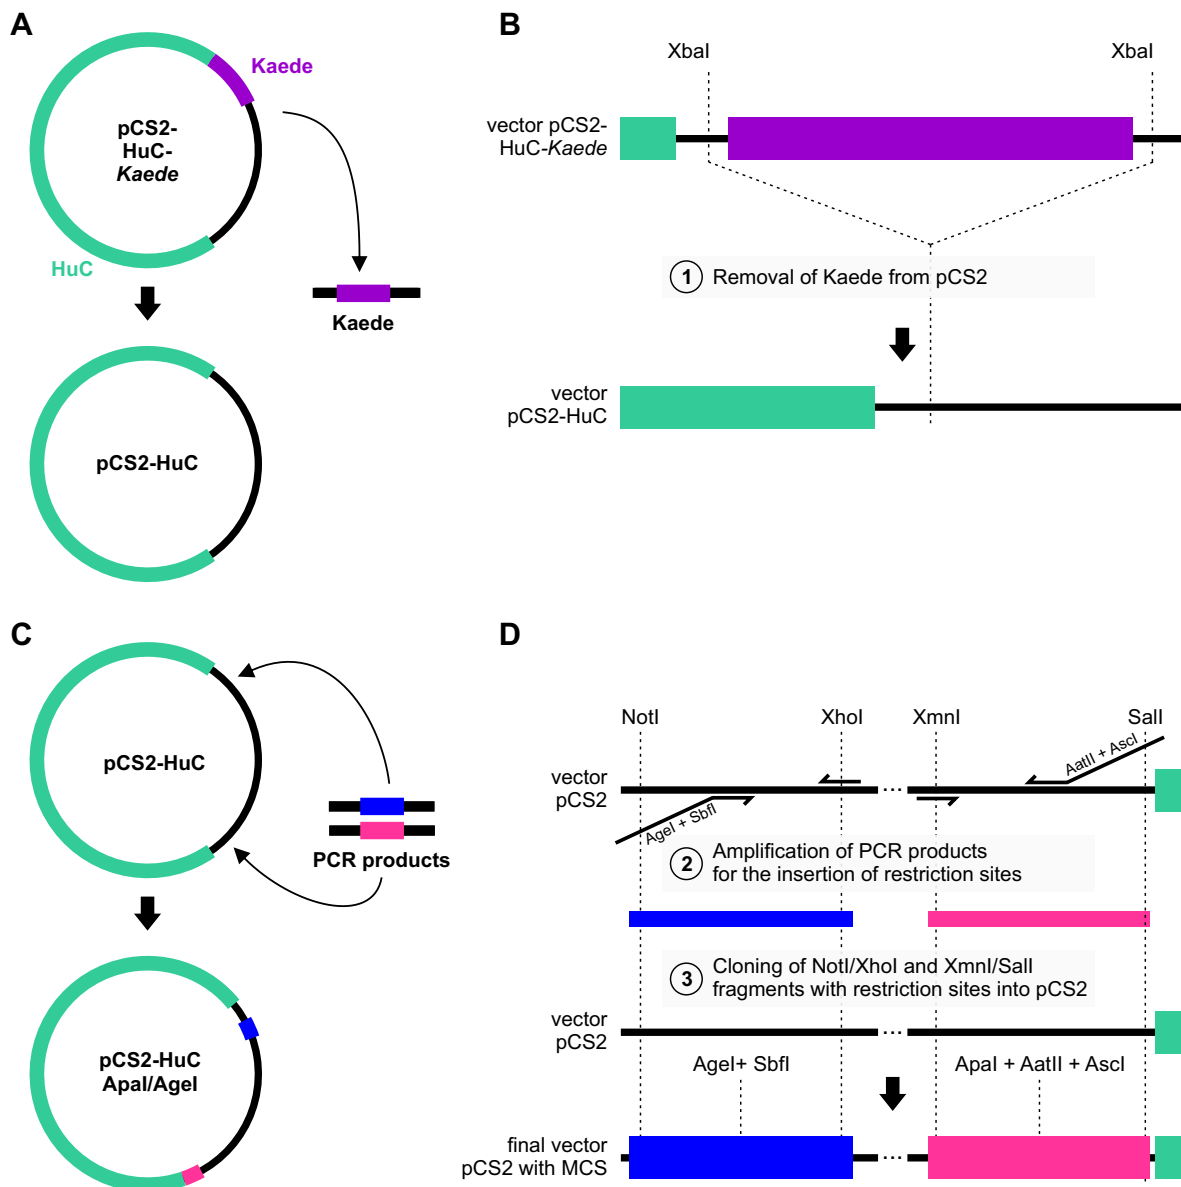 A
Kaede
pCS2-
HuC-
Kaede
HuC
Kaede
pCS2-HuC
B
XbaI
XbaI
vector pCS2-
HuC-Kaede
1 Removal of Kaede from pCS2
vector
pCS2-HuC
C
pCS2-HuC
PCR products
pCS2-HuC
ApaI/AgeI
D
NotI
XhoI
XmnI
SalI
AatII + AscI
vector
pCS2
...
AgeI + SbfI
2 Amplification of PCR products
for the insertion of restriction sites
3 Cloning of NotI/XhoI and XmnI/SalI
fragments with restriction sites into pCS2
vector
pCS2
...
AgeI+ SbfI
ApaI + AatII + AscI
final vector
pCS2 with MCS
...